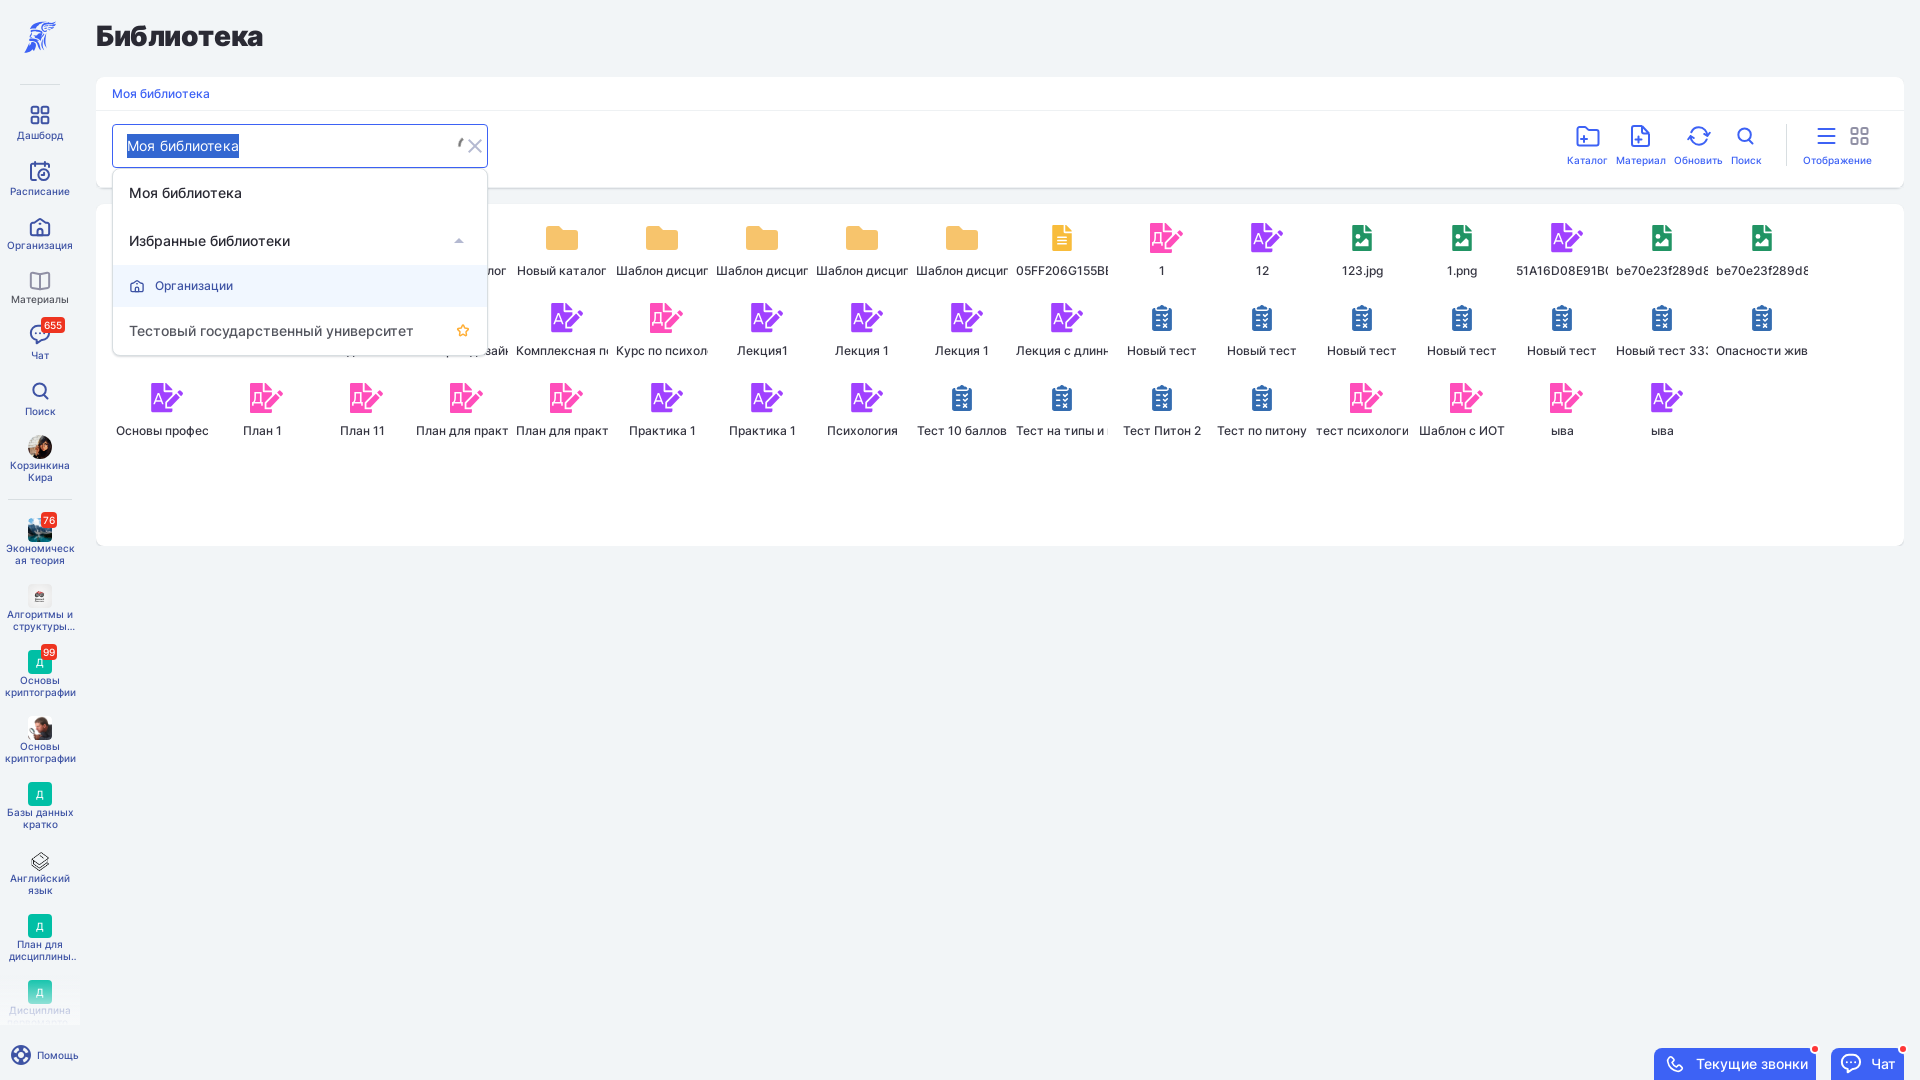 Библиотека
Моя библиотека
Моя библиотека
Каталог
Материал
Обновить
Поиск
Отображение
Моя библиотека
Избранные библиотеки
Организации
Тестовый государственный университет
Дашборд
Расписание
Организация
Материалы
655
Чат
Поиск
Корзинкина
Кира
76
Экономическ
ая теория
Алгоритмы и
структуры...
99
Д
Основы
криптографии
Основы
криптографии
Д
Базы данных
кратко
Английский
язык
Д
План для
дисциплины..
Д
Дисциплина
Помощь
Новый каталог
Шаблон дисциг
Шаблон дисциг
Шаблон дисциг
Шаблон дисциг
1
12
123.jpg
1.png
51A16D08E91B
be70e23f289d8
be70e23f289d8
Комплексная
Курс по психол
Лекция1
Лекция 1
Лекция 1
Лекция с длин
Новый тест
Новый тест
Новый тест
Новый тест
Новый тест
Новый тест 333
Опасности жив
Основы профес
План 1
План 11
План для практ
План для практ
Практика 1
Практика 1
Психология
Тест 10 баллов
Тест на типы и
Тест Питон 2
Тест по питону
тест психологи
Шаблон с ИОТ
ыва
ыва
Текущие звонки
Чат